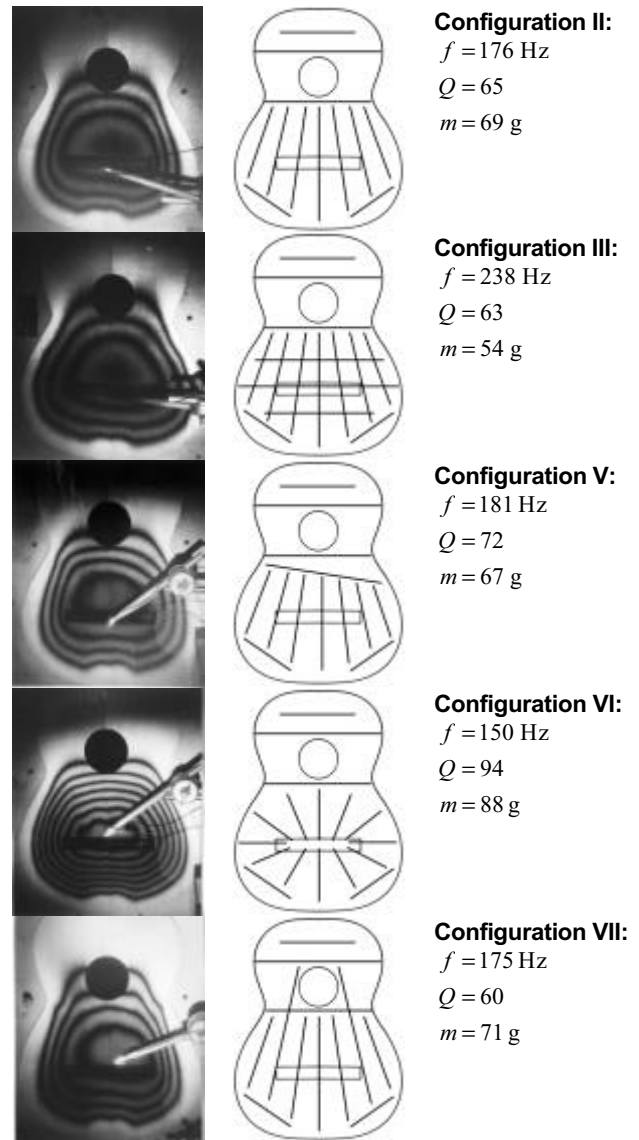 Configuration II:
f = 176 Hz
Q = 65
m = 69 g
Configuration III:
f = 238 Hz
Q = 63
m = 54 g
Configuration V:
f = 181 Hz
Q = 72
m = 67 g
Configuration VI:
f = 150 Hz
Q = 94
m = 88 g
Configuration VII:
f = 175 Hz
Q = 60
m = 71 g